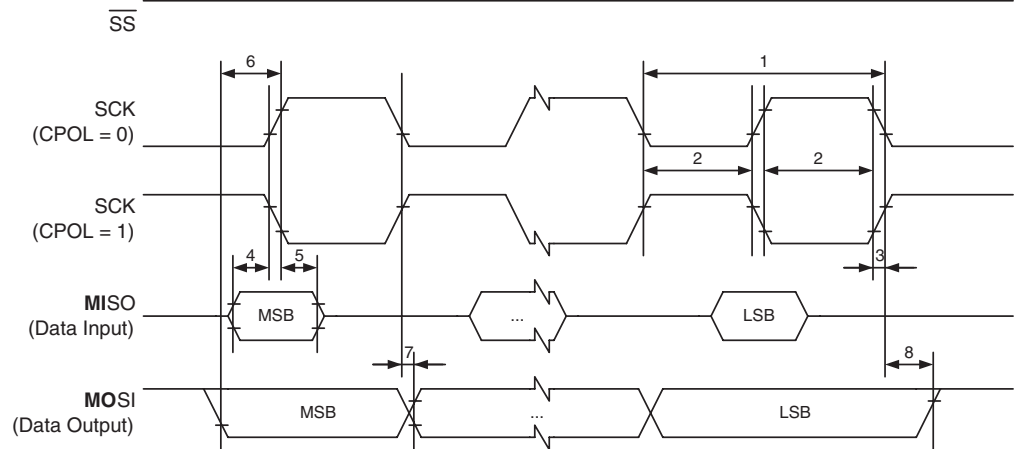 SS
6
1
SCK
(CPOL = 0)
2
2
SCK
(CPOL = 1)
4
5
3
MISO
(Data Input)
MSB
...
LSB
7
8
MOSI
(Data Output)
MSB
...
LSB